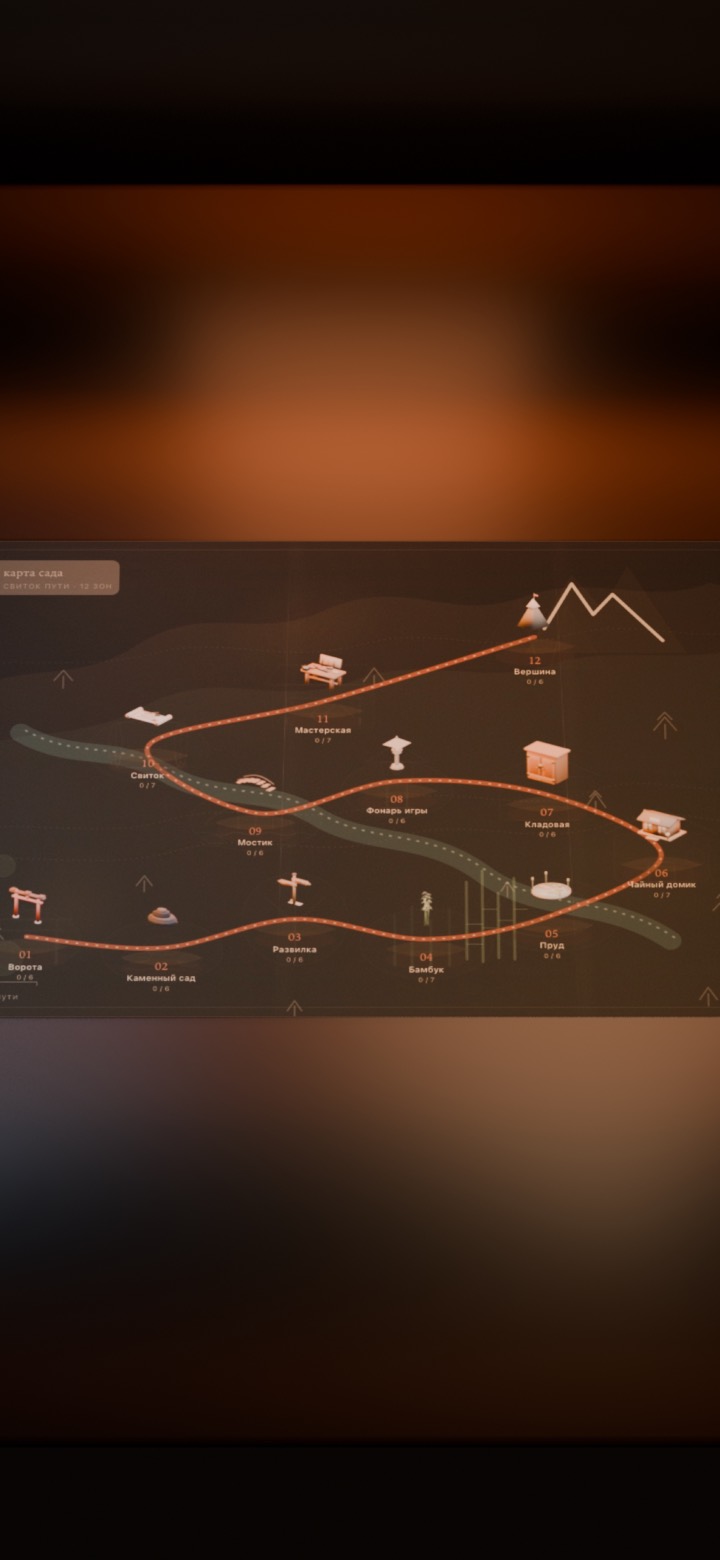 карта сада
СВИТОК ПУТИ · 12 ЗОН
12
Вершина
0 / 6
11
Мастерская
0 / 7
10
Свиток
0 / 7
09
Мостик
0 / 6
08
Фонарь игры
0 / 6
07
Кладовая
0 / 6
06
Чайный домик
0 / 7
01
Ворота
0 / 6
02
Каменный сад
0 / 6
03
Развилка
0 / 6
04
Бамбук
0 / 7
05
Пруд
0 / 6